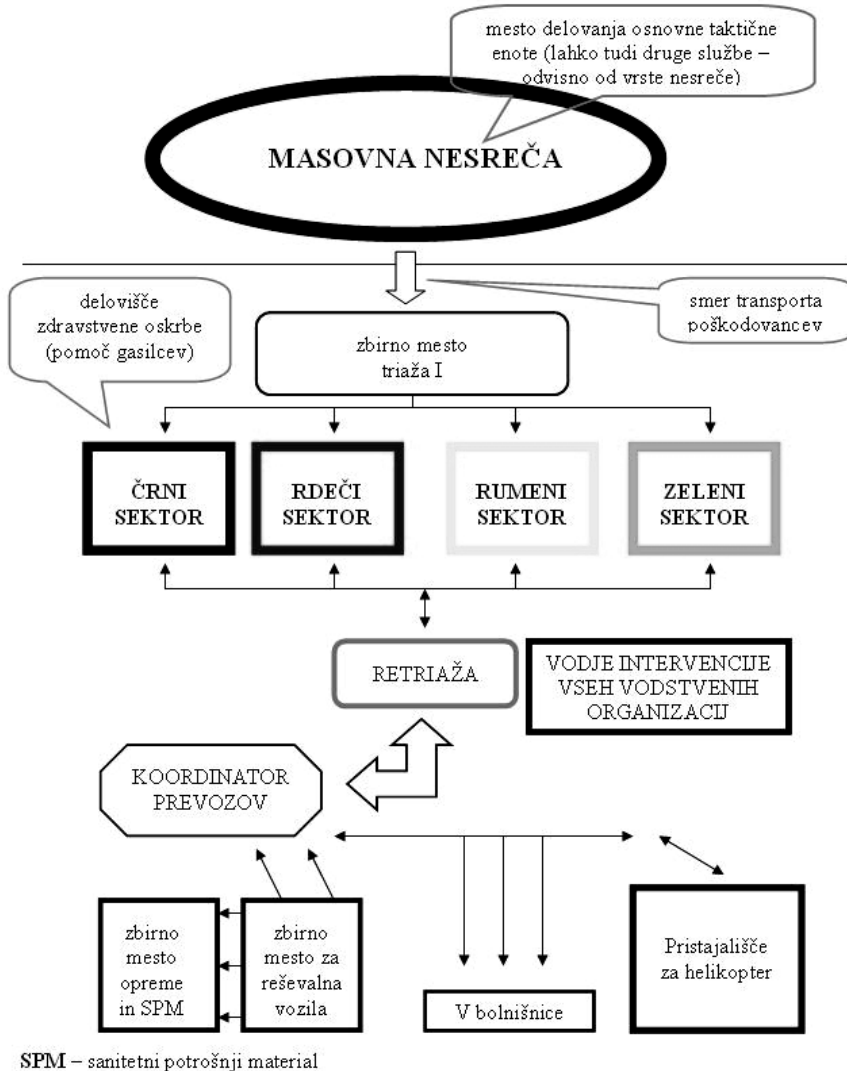 mesto delovanja osnovne taktične
enote (lahko tudi druge službe –
odvisno od vrste nesreče)
MASOVNA NESREČA
delovišče
zdravstvene oskrbe
(pomoč gasilcev)
smer transporta
poškodovancev
zbirno mesto
triaža I
ČRNI
SEKTOR
RDEČI
SEKTOR
RUMENI
SEKTOR
ZELENI
SEKTOR
RETRIAŽA
VODJE INTERVENCIJE
VSEH VODSTVENIH
ORGANIZACIJ
KOORDINATOR
PREVOZOV
zbirno
mesto
opreme
in SPM
zbirno
mesto za
reševalna
vozila
V bolnišnice
Pristajališče
za helikopter
SPM – sanitetni potrošnji material